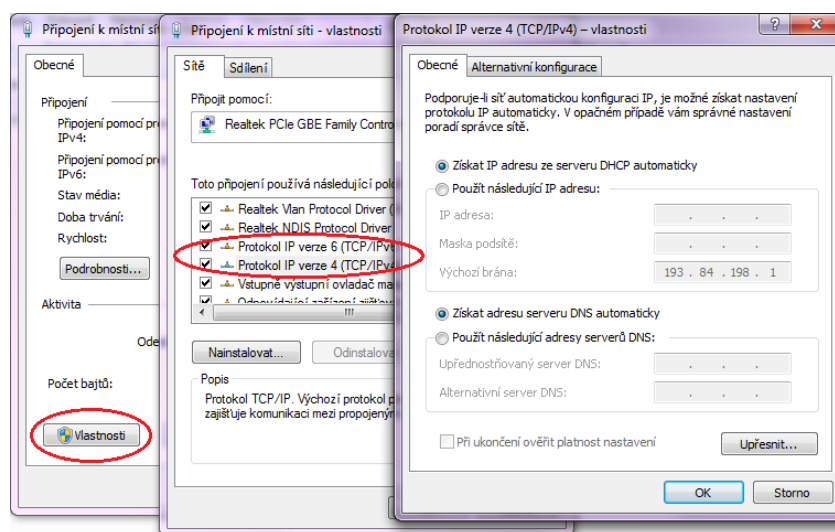 Připojení k místní sít
Obecné
Připojení
Připojení pomocí pro
IPv4:
Připojení pomocí pro
IPv6:
Stav média:
Doba trvání:
Rychlost:
Podrobnosti...
Aktivita
Ode
Počet bajtů:
Vlastnosti
Připojení k místní síti - vlastnosti
Sítě
Sdílení
Připojit pomocí:
Realtek PCIe GBE Family Contro
Toto připojení používá následující pol
Realtek Vlan Protocol Driver (
Realtek NDIS Protocol Driver
Protokol IP verze 6 (TCP/IPv6
Protokol IP verze 4 (TCP/IPv4
Vstupně výstupní ovladač ma
Odpovídající zařízení zjišťov
Nainstalovat...
Odinstalova
Popis
Protokol TCP/IP. Výchozí protokol p
zajišťuje komunikaci mezi propojeným
Protokol IP verze 4 (TCP/IPv4) – vlastnosti
Obecné
Alternativní konfigurace
Podporuje-li síť automatickou konfiguraci IP, je možné získat nastavení
protokolu IP automaticky. V opačném případě vám správné nastavení
poradí správce sítě.
Získat IP adresu ze serveru DHCP automaticky
Použít následující IP adresu:
IP adresa:
. . .
Maska podsítě:
. . .
Výchozí brána:
193 . 84 . 198 . 1
Získat adresu serveru DNS automaticky
Použít následující adresy serverů DNS:
Upřednostňovaný server DNS:
. . .
Alternativní server DNS:
. . .
Při ukončení ověřit platnost nastavení
Upřesnit...
OK
Storno